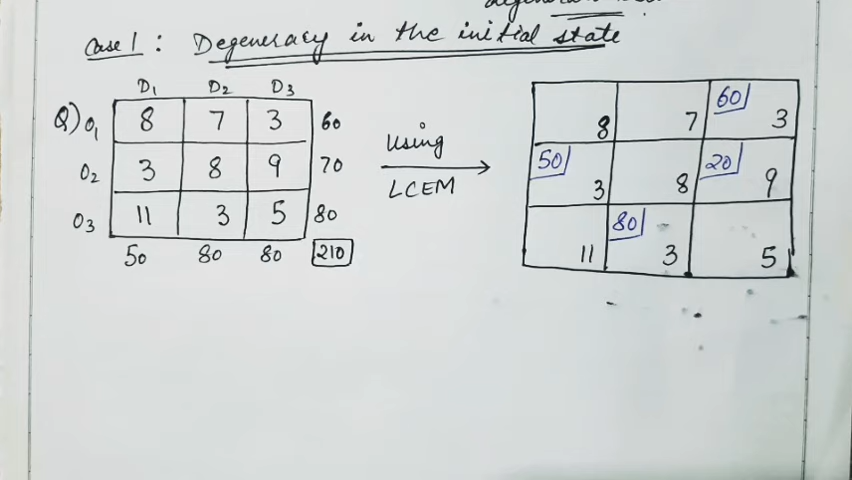 Case 1 : Degeneracy in the initial state
D1 D2 D3
Q) O1 8 7 3 60
O2 3 8 9 70
O3 11 3 5 80
50 80 80 210
Using
LCEM
8 7 60 3
50 3 8 20 9
11 80 3 5